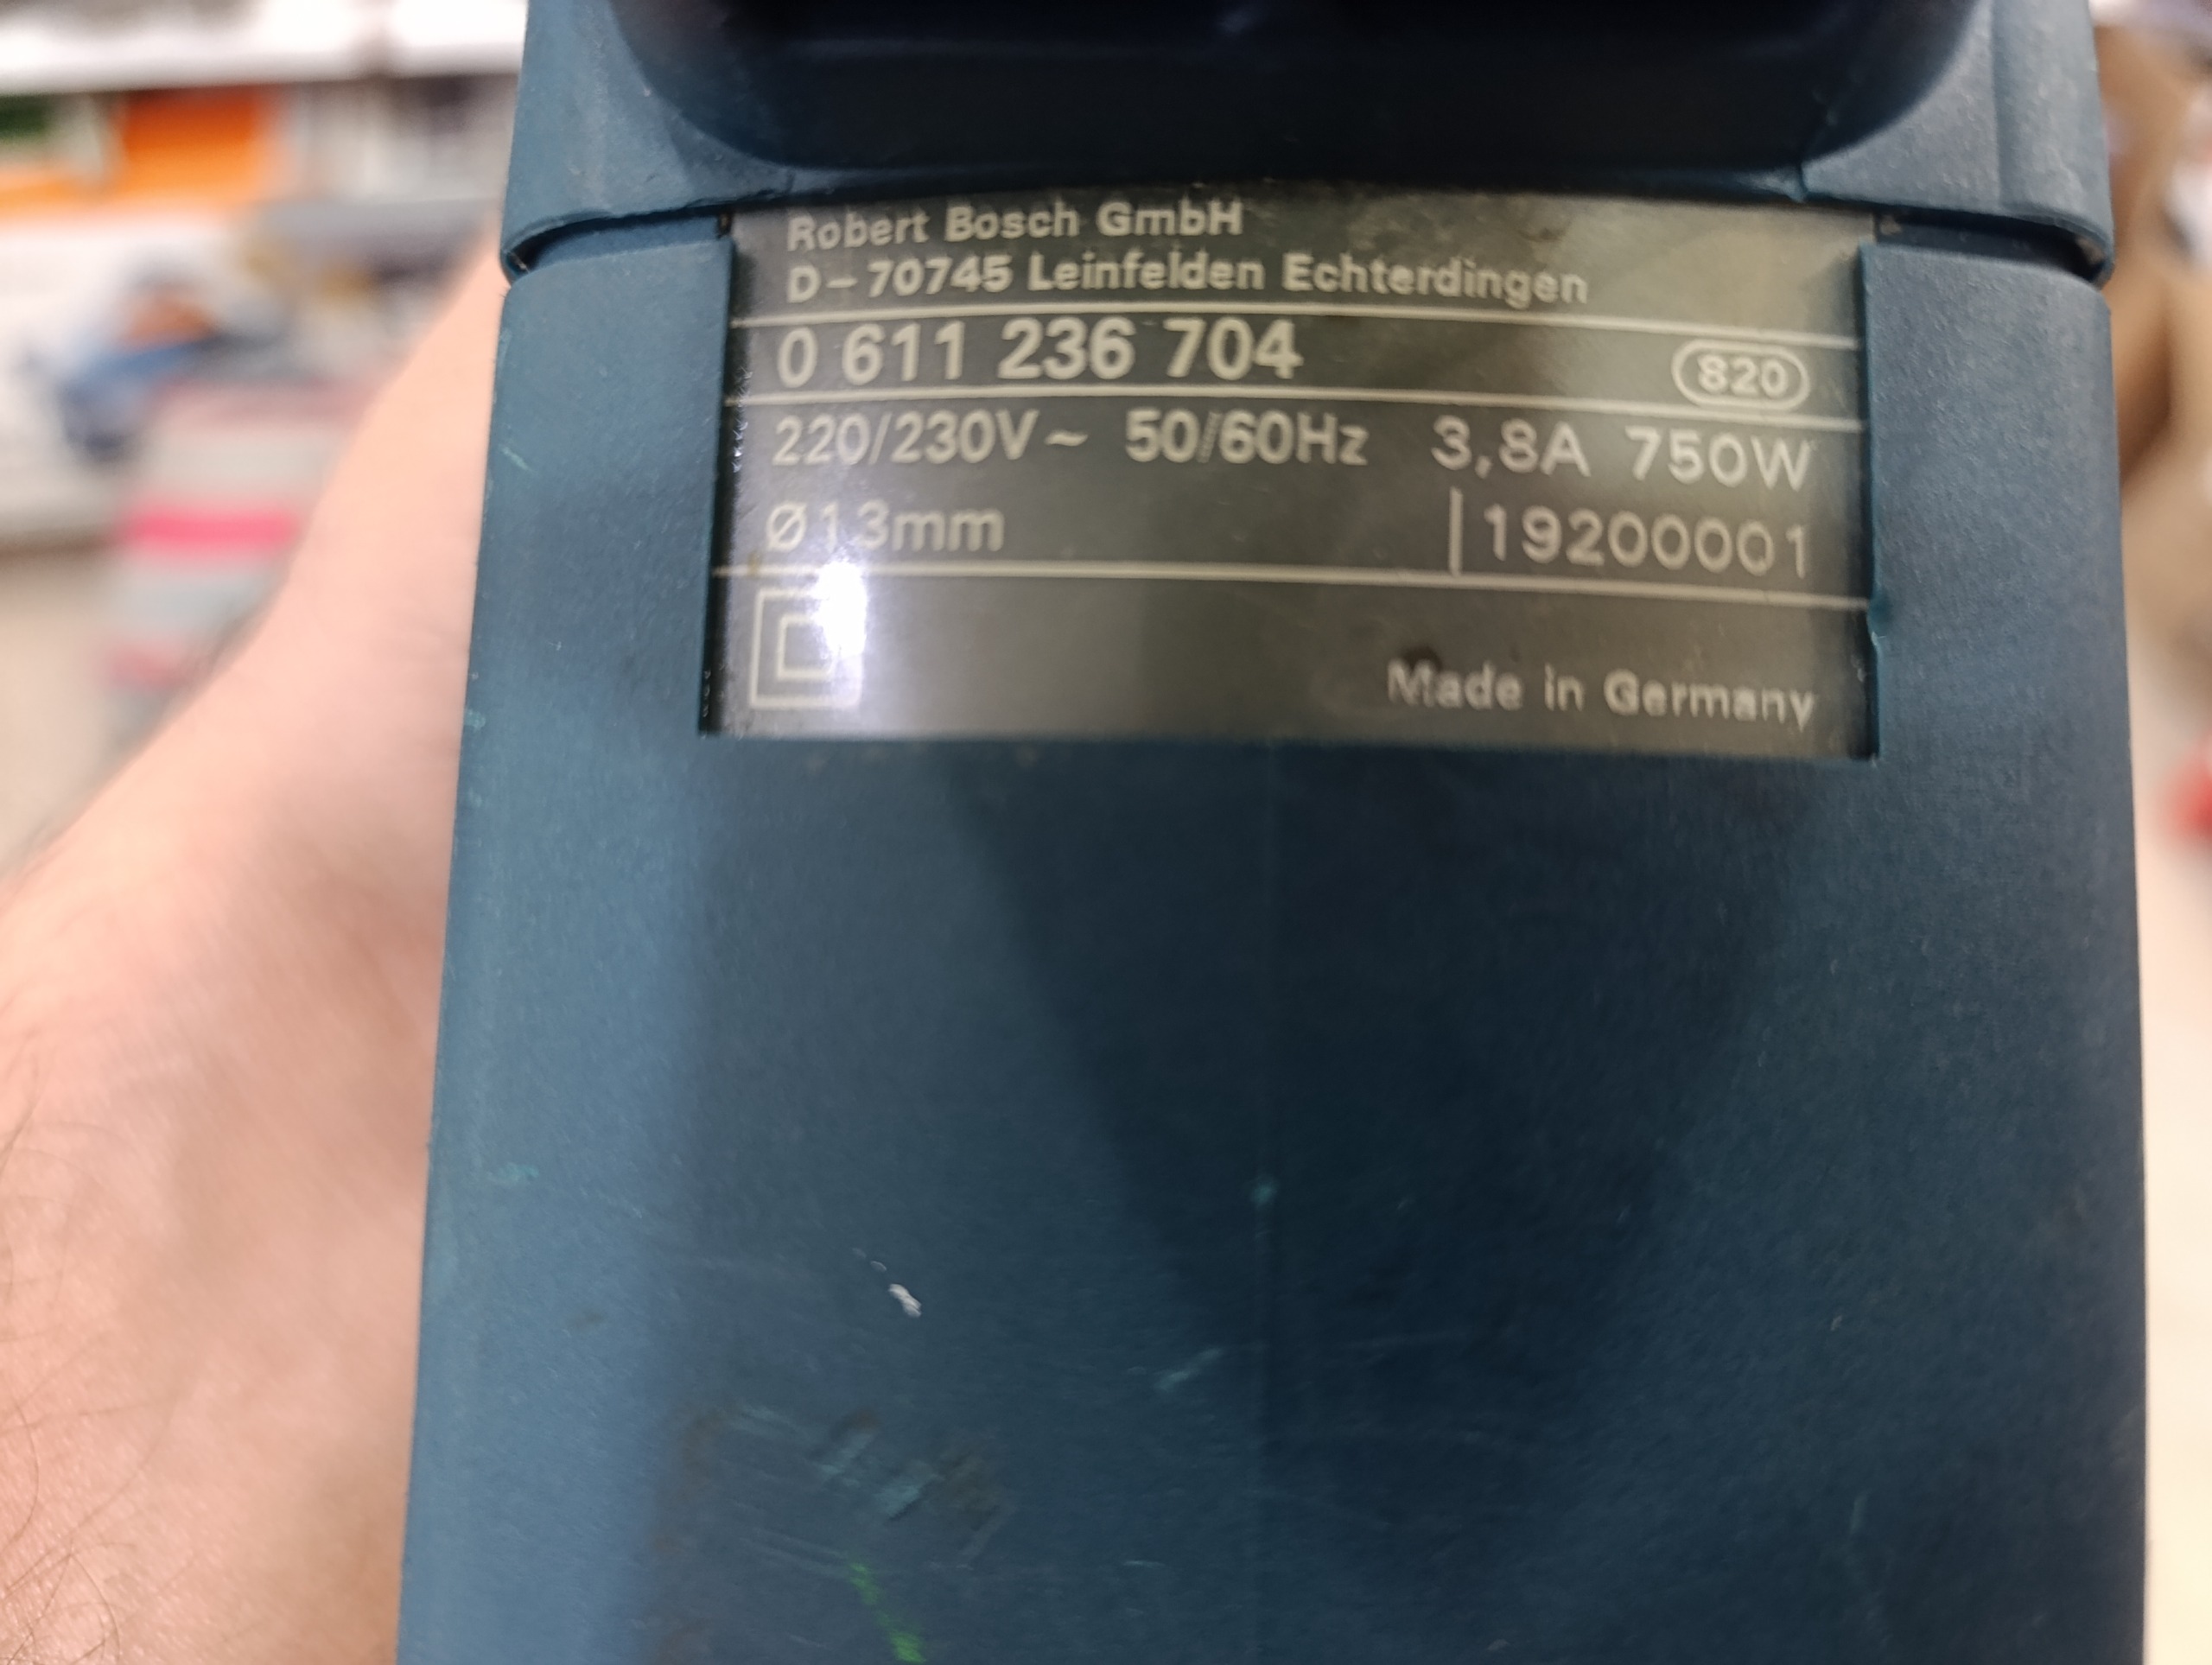 Robert Bosch GmbH
D-70745 Leinfelden Echterdingen
0 611 236 704 820
220/230V ~ 50/60Hz 3,8A 750W
Ø13mm |19200001
Made in Germany